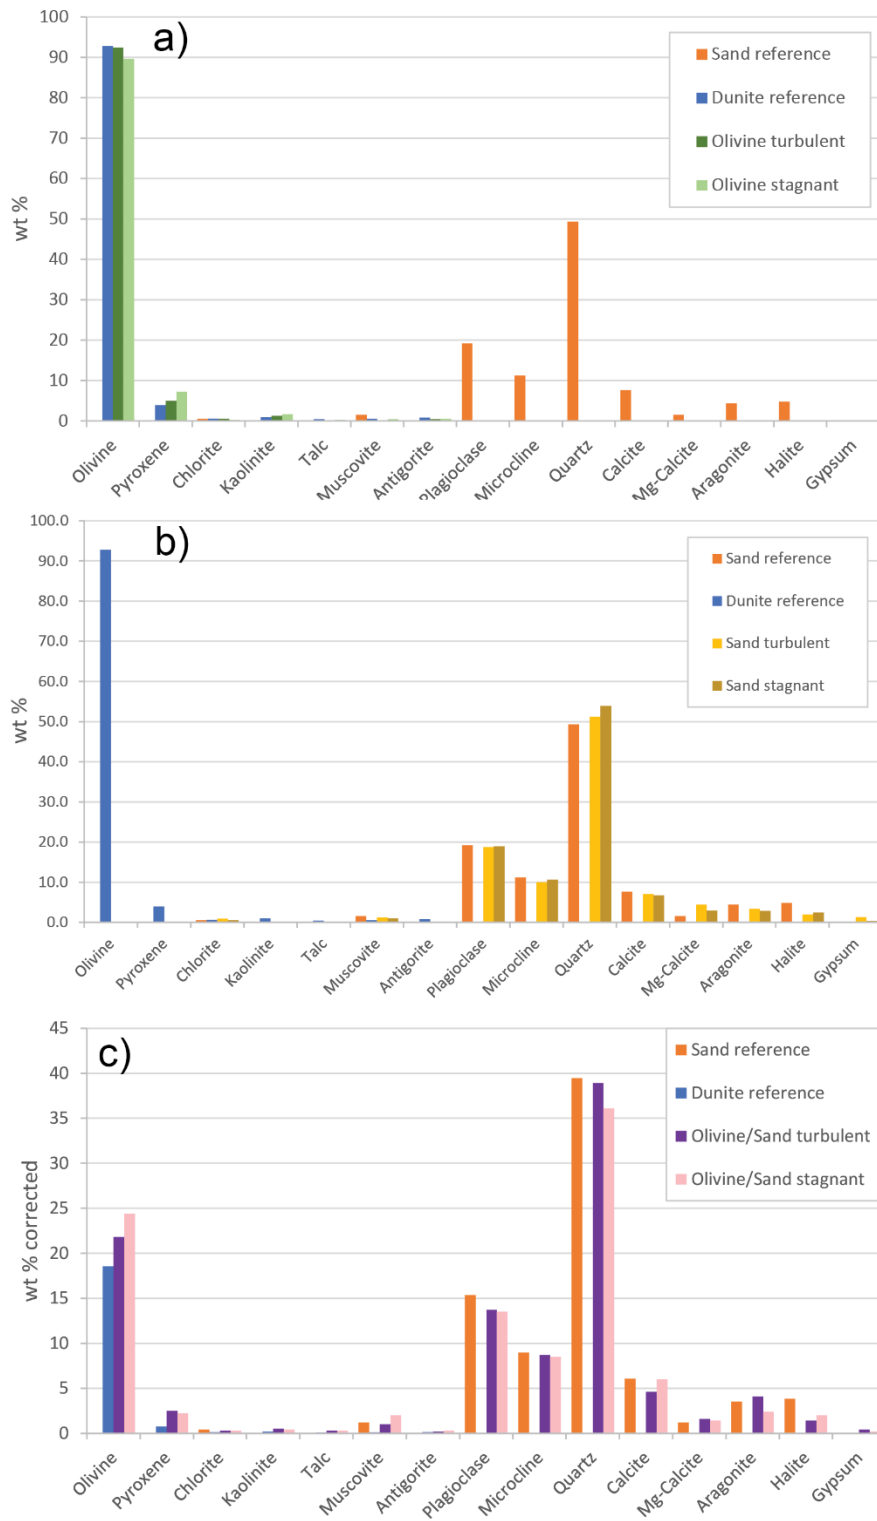 a)
wt %
100
90
80
70
60
50
40
30
20
10
0
Sand reference
Dunite reference
Olivine turbulent
Olivine stagnant
Olivine
Pyroxene
Chlorite
Kaolinite
Talc
Muscovite
Antigorite
Plagioclase
Microcline
Quartz
Calcite
Mg-Calcite
Aragonite
Halite
Gypsum
b)
wt %
100.0
90.0
80.0
70.0
60.0
50.0
40.0
30.0
20.0
10.0
0.0
Sand reference
Dunite reference
Sand turbulent
Sand stagnant
Olivine
Pyroxene
Chlorite
Kaolinite
Talc
Muscovite
Antigorite
Plagioclase
Microcline
Quartz
Calcite
Mg-Calcite
Aragonite
Halite
Gypsum
c)
wt % corrected
45
40
35
30
25
20
15
10
5
0
Sand reference
Dunite reference
Olivine/Sand turbulent
Olivine/Sand stagnant
Olivine
Pyroxene
Chlorite
Kaolinite
Talc
Muscovite
Antigorite
Plagioclase
Microcline
Quartz
Calcite
Mg-Calcite
Aragonite
Halite
Gypsum